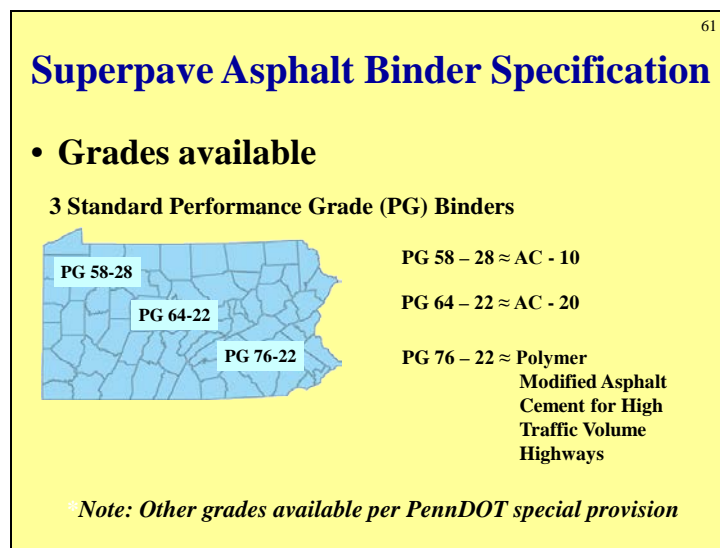 61
Superpave Asphalt Binder Specification
• Grades available
3 Standard Performance Grade (PG) Binders
PG 58-28
PG 64-22
PG 76-22
PG 58 – 28 ≈ AC - 10
PG 64 – 22 ≈ AC - 20
PG 76 – 22 ≈ Polymer
Modified Asphalt
Cement for High
Traffic Volume
Highways
*Note: Other grades available per PennDOT special provision